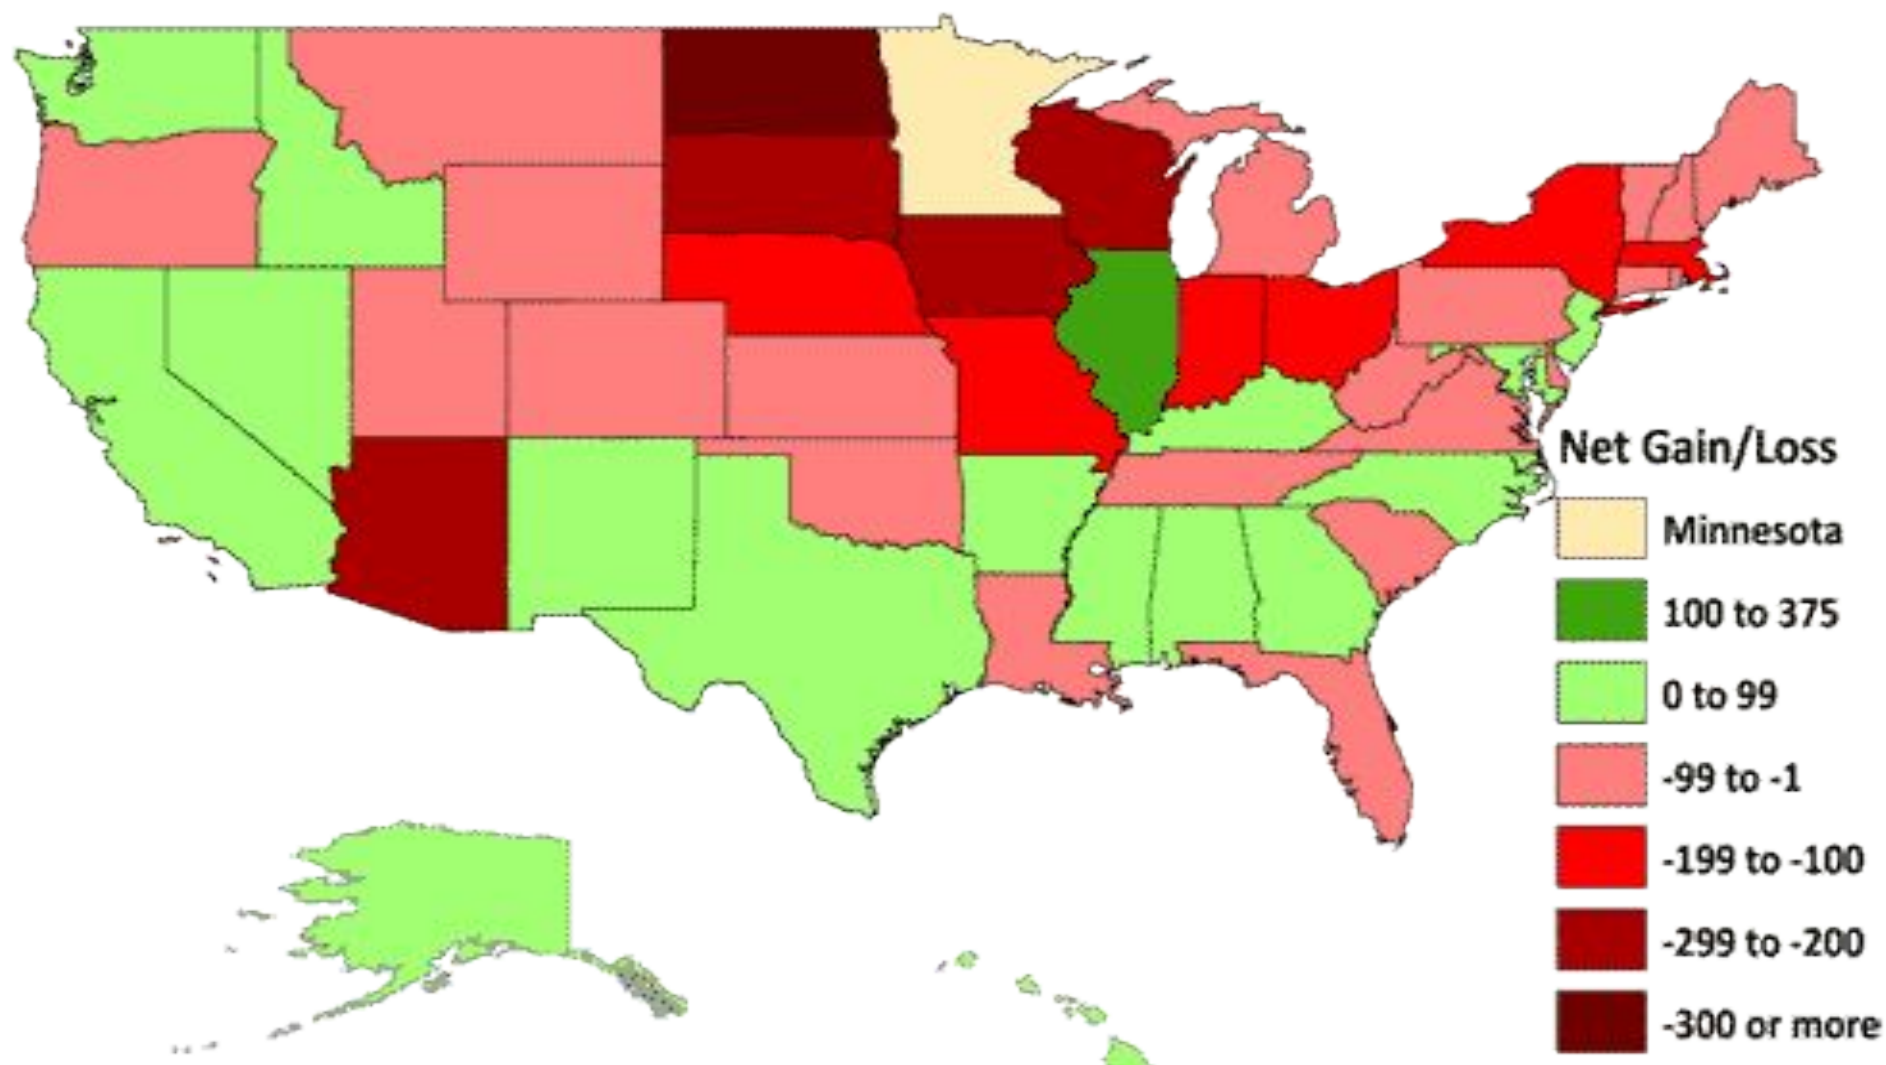 Net Gain/Loss
Minnesota
100 to 375
0 to 99
-99 to -1
-199 to -100
-299 to -200
-300 or more